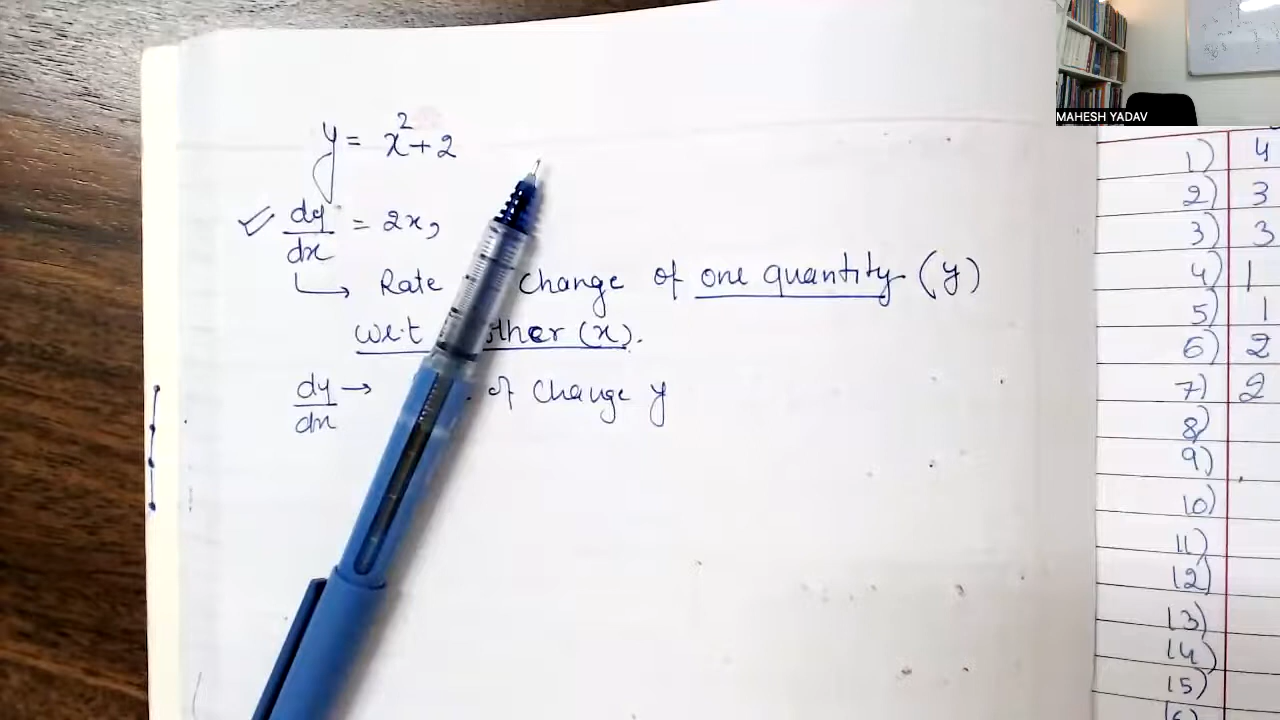 y = x² + 2
dy/dx = 2x,
↳ Rate Change of one quantity (y)
w.r.t other (x).
dy/dx → of Change y
MAHESH YADAV
1) 4
2) 3
3) 3
4) 1
5) 1
6) 2
7) 2
8)
9)
10)
11)
12)
13)
14)
15)